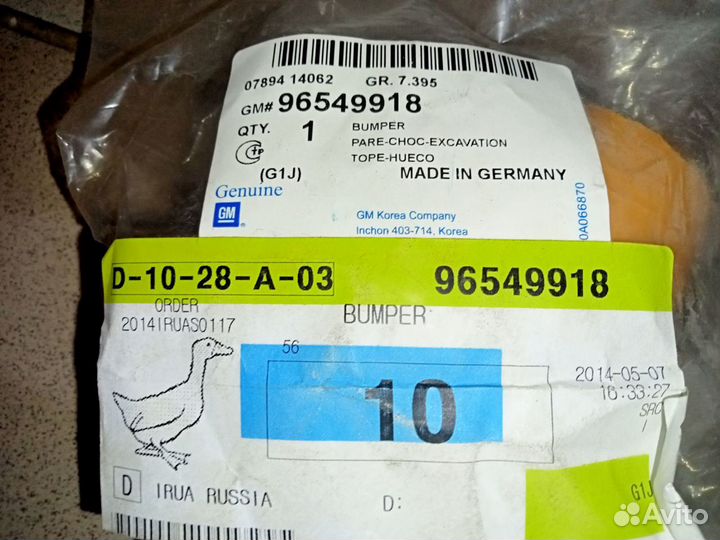 07894 14062 GR. 7.395
GM# 96549918
QTY. 1 BUMPER
PARE-CHOC-EXCAVATION
TOPE-HUECO
(G1J) MADE IN GERMANY
Genuine
GM
GM Korea Company
Inchon 403-714, Korea
0A066870
D-10-28-A-03 96549918
ORDER BUMPER
2014IRUAS0117
56
10
2014-05-07
16:33:27
D IRUA RUSSIA D:
G1J
Avito